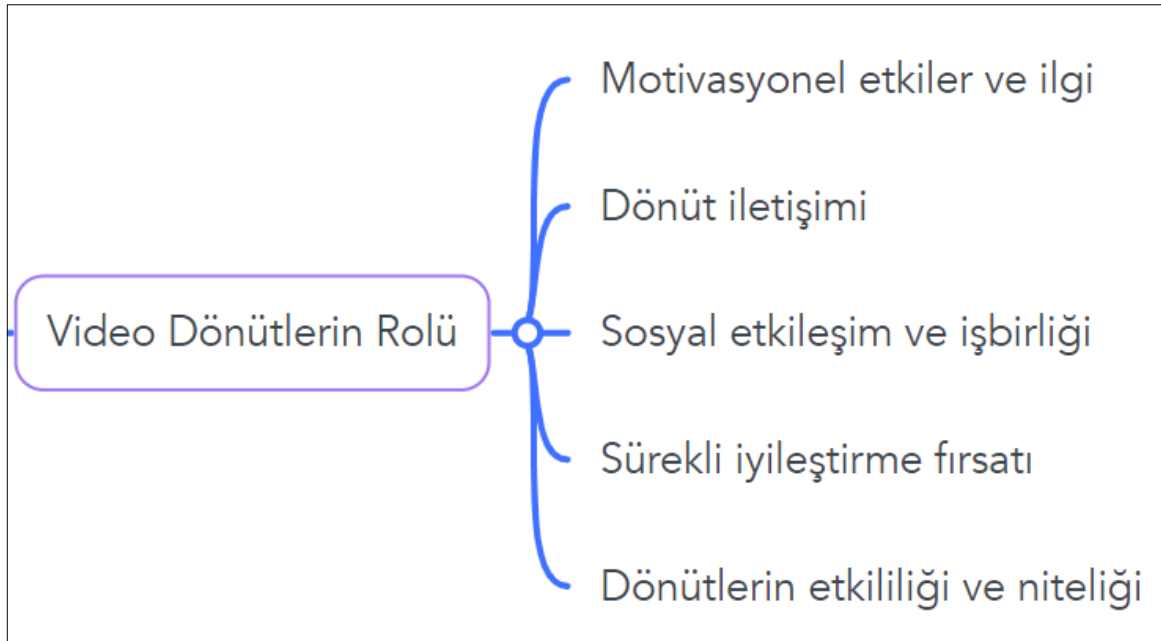 Motivasyonel etkiler ve ilgi
Dönüt iletişimi
Video Dönütlerin Rolü
Sosyal etkileşim ve işbirliği
Sürekli iyileştirme fırsatı
Dönütlerin etkililiği ve niteliği